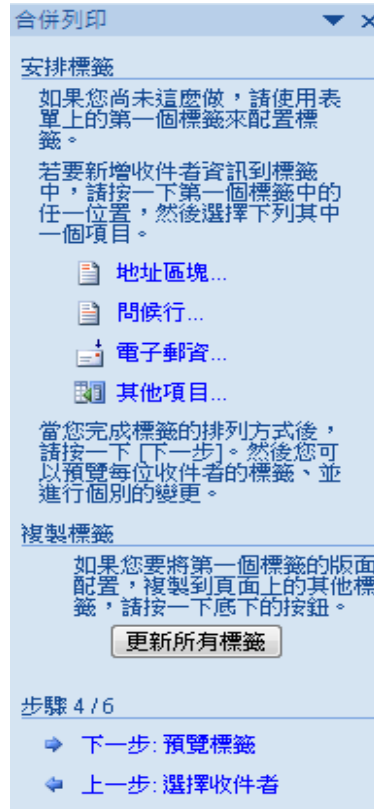 合併列印
安排標籤
如果您尚未這麼做，請使用表
單上的第一個標籤來配置標
籤。
若要新增收件者資訊到標籤
中，請按一下第一個標籤中的
任一位置，然後選擇下列其中
一個項目。
地址區塊...
問候行...
電子郵資...
其他項目...
當您完成標籤的排列方式後，
請按一下 [下一步]。然後您可
以預覽每位收件者的標籤、並
進行個別的變更。
複製標籤
如果您要將第一個標籤的版面
配置，複製到頁面上的其他標
籤，請按一下底下的按鈕。
更新所有標籤
步驟 4 / 6
下一步: 預覽標籤
上一步: 選擇收件者